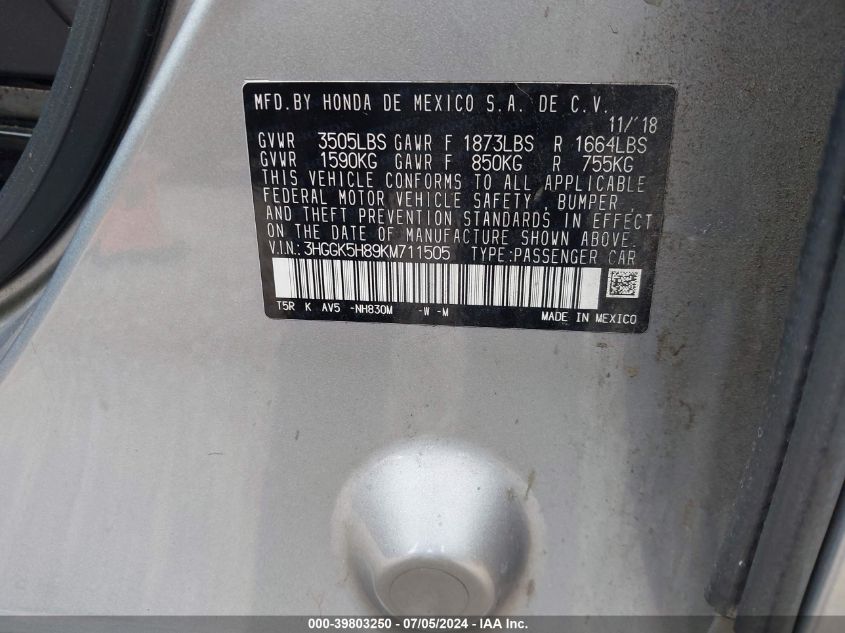 MFD.BY HONDA DE MEXICO S.A. DE C.V.
11/'18
GVWR 3505LBS GAWR F 1873LBS R 1664LBS
GVWR 1590KG GAWR F 850KG R 755KG
THIS VEHICLE CONFORMS TO ALL APPLICABLE
FEDERAL MOTOR VEHICLE SAFETY, BUMPER,
AND THEFT PREVENTION STANDARDS IN EFFECT
ON THE DATE OF MANUFACTURE SHOWN ABOVE.
V.I.N.: 3HGGK5H89KM711505 TYPE:PASSENGER CAR
T5R K AV5 -NH830M -W -M MADE IN MEXICO
000-39803250 - 07/05/2024 - IAA Inc.